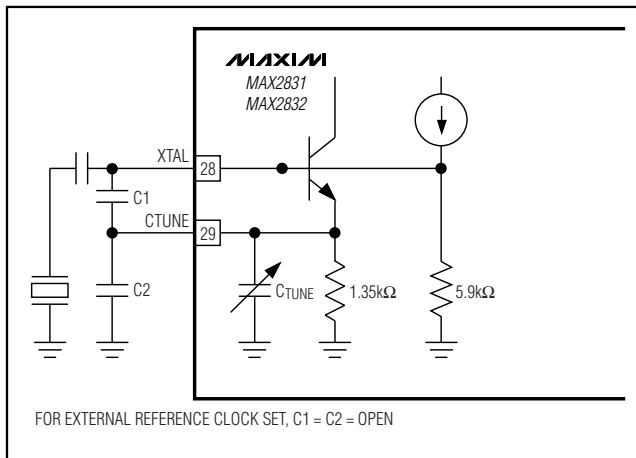 MAXIM
MAX2831
MAX2832
XTAL
28
C1
CTUNE
29
C2
CTUNE
1.35kΩ
5.9kΩ
FOR EXTERNAL REFERENCE CLOCK SET, C1 = C2 = OPEN